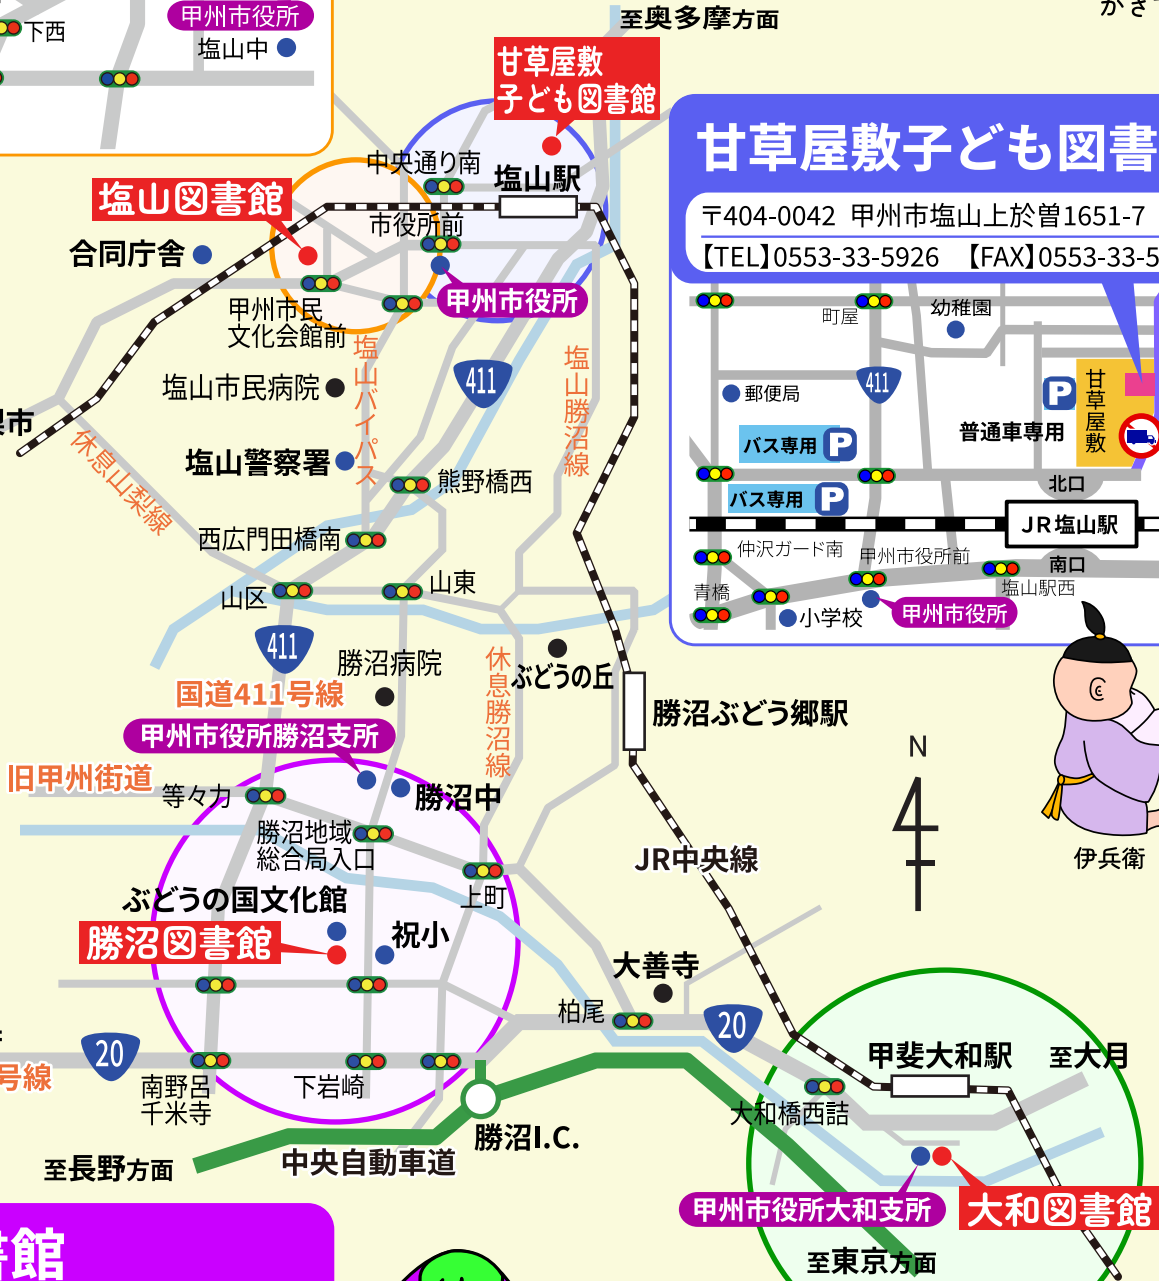 下西
甲州市役所
塩山中
至奥多摩方面
甘草屋敷
子ども図書館
中央通り南
塩山駅
塩山図書館
市役所前
合同庁舎
甲州市役所
甲州市民
文化会館前
塩山バイパス
411
塩山勝沼線
塩山市民病院
休息山梨線
塩山警察署
熊野橋西
西広門田橋南
山区
山東
411
勝沼病院
休息勝沼線
ぶどうの丘
国道411号線
勝沼ぶどう郷駅
甲州市役所勝沼支所
旧甲州街道
等々力
勝沼中
勝沼地域
総合局入口
JR中央線
上町
ぶどうの国文化館
勝沼図書館
祝小
大善寺
柏尾
20
20
号線
南野呂
千米寺
下岩崎
甲斐大和駅
至大月
大和橋西詰
勝沼I.C.
中央自動車道
至長野方面
甲州市役所大和支所
大和図書館
至東京方面
書館
甘草屋敷子ども図書
〒404-0042 甲州市塩山上於曽1651-7
【TEL】0553-33-5926 【FAX】0553-33-5
町屋
幼稚園
郵便局
411
P
甘草屋敷
普通車専用
バス専用 P
バス専用 P
北口
JR塩山駅
仲沢ガード南
甲州市役所前
南口
青橋
塩山駅西
小学校
甲州市役所
N
伊兵衛